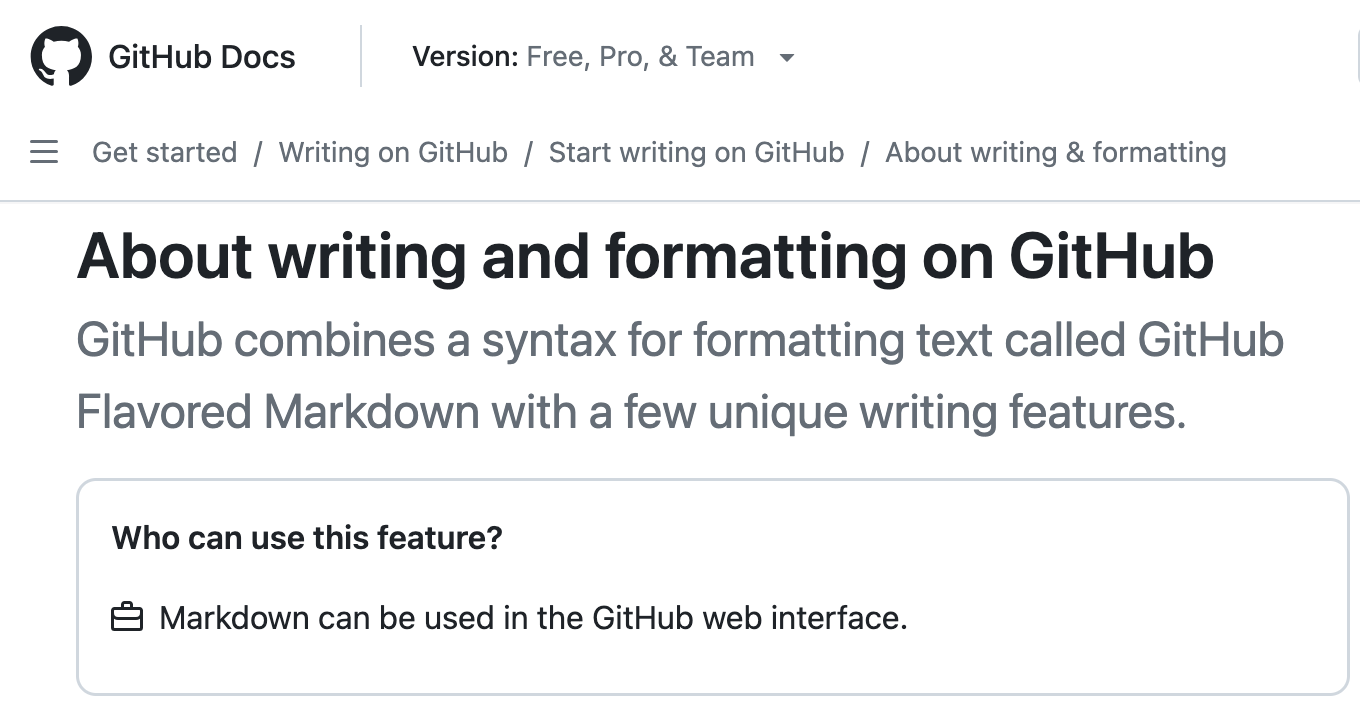 GitHub Docs
Version: Free, Pro, & Team
Get started / Writing on GitHub / Start writing on GitHub / About writing & formatting
About writing and formatting on GitHub
GitHub combines a syntax for formatting text called GitHub
Flavored Markdown with a few unique writing features.
Who can use this feature?
Markdown can be used in the GitHub web interface.